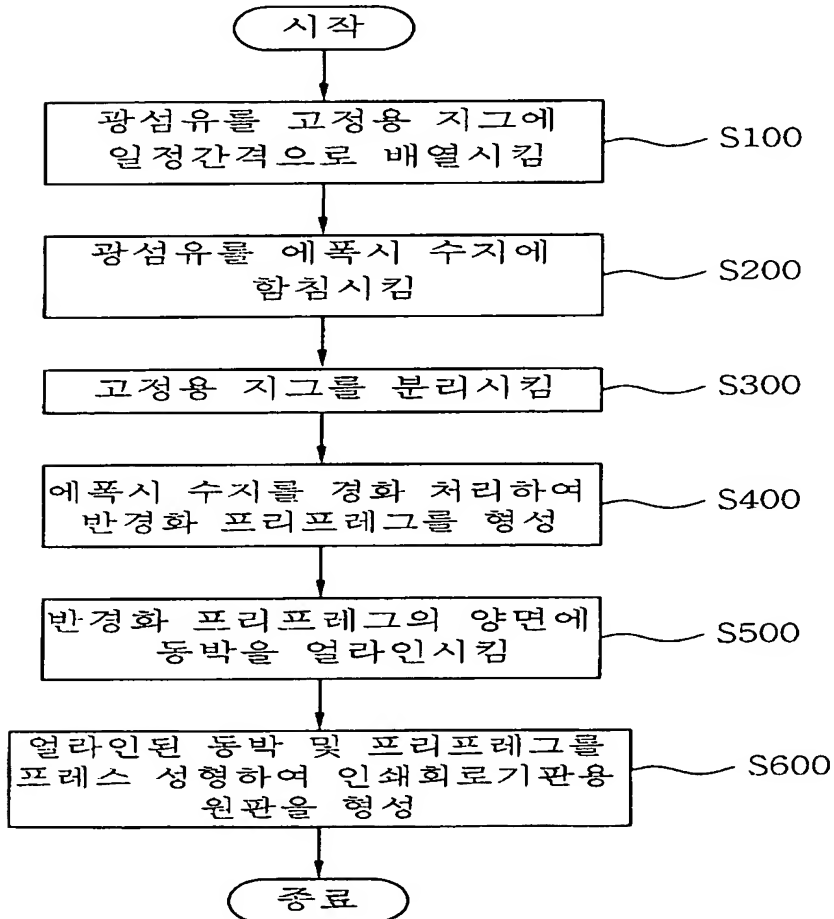 시작
광섬유를 고정용 지그에
일정간격으로 배열시킴
S100
광섬유를 에폭시 수지에
함침시킴
S200
고정용 지그를 분리시킴
S300
에폭시 수지를 경화 처리하여
반경화 프리프레그를 형성
S400
반경화 프리프레그의 양면에
동박을 얼라인시킴
S500
얼라인된 동박 및 프리프레그를
프레스 성형하여 인쇄회로기판용
원판을 형성
S600
종료